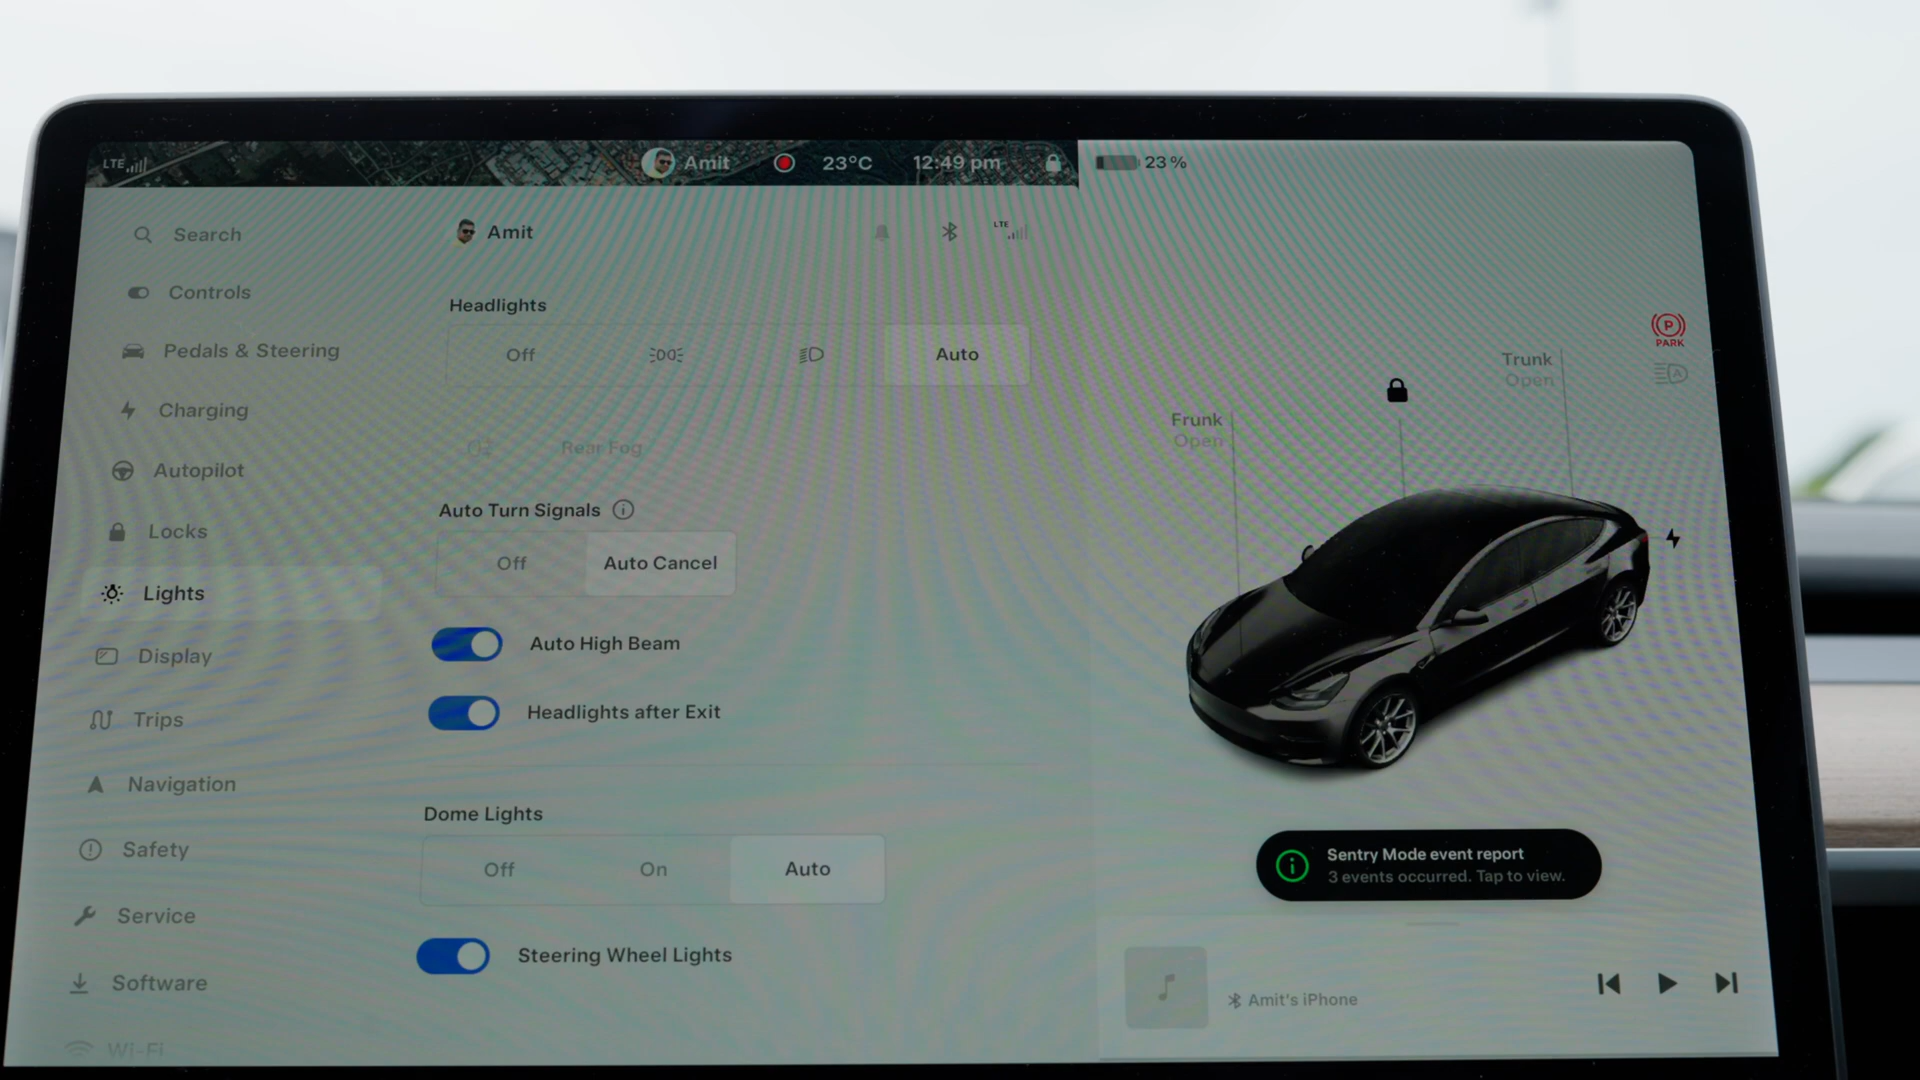 LTE
Amit
23°C
12:49 pm
23 %
Search
Controls
Pedals & Steering
Charging
Autopilot
Locks
Lights
Display
Trips
Navigation
Safety
Service
Software
Wi-Fi
Amit
LTE
Headlights
Off
Auto
Rear Fog
Auto Turn Signals
Off
Auto Cancel
Auto High Beam
Headlights after Exit
Dome Lights
Off
On
Auto
Steering Wheel Lights
P
PARK
A
Trunk
Open
Frunk
Open
Sentry Mode event report
3 events occurred. Tap to view.
Amit's iPhone